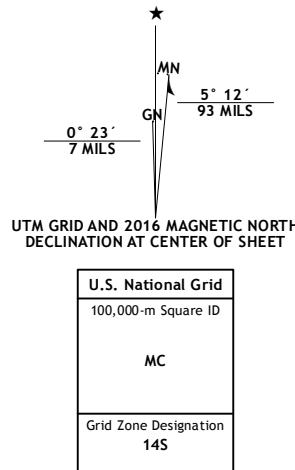 MN
GN
5° 12´
93 MILS
0° 23´
7 MILS
UTM GRID AND 2016 MAGNETIC NORTH
DECLINATION AT CENTER OF SHEET
U.S. National Grid
100,000-m Square ID
MC
Grid Zone Designation
14S